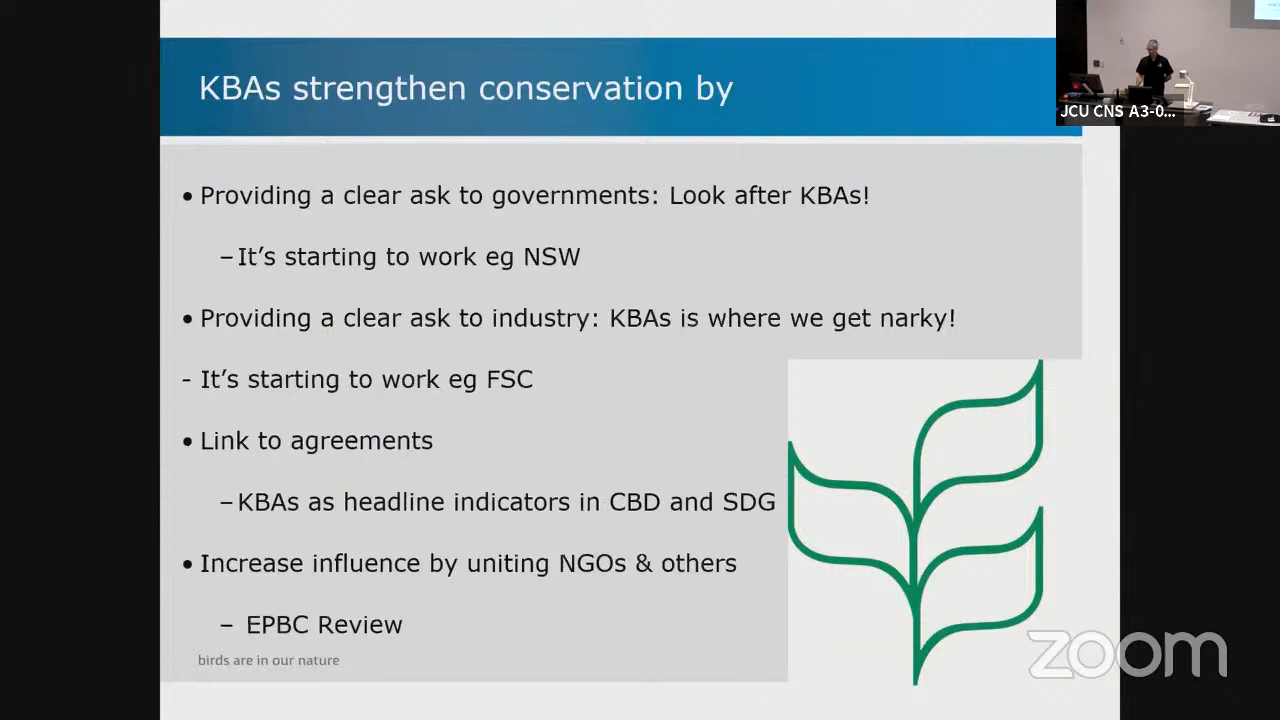 KBAs strengthen conservation by
JCU CNS A3-0...
• Providing a clear ask to governments: Look after KBAs!
– It’s starting to work eg NSW
• Providing a clear ask to industry: KBAs is where we get narky!
- It’s starting to work eg FSC
• Link to agreements
– KBAs as headline indicators in CBD and SDG
• Increase influence by uniting NGOs & others
– EPBC Review
birds are in our nature
zoom